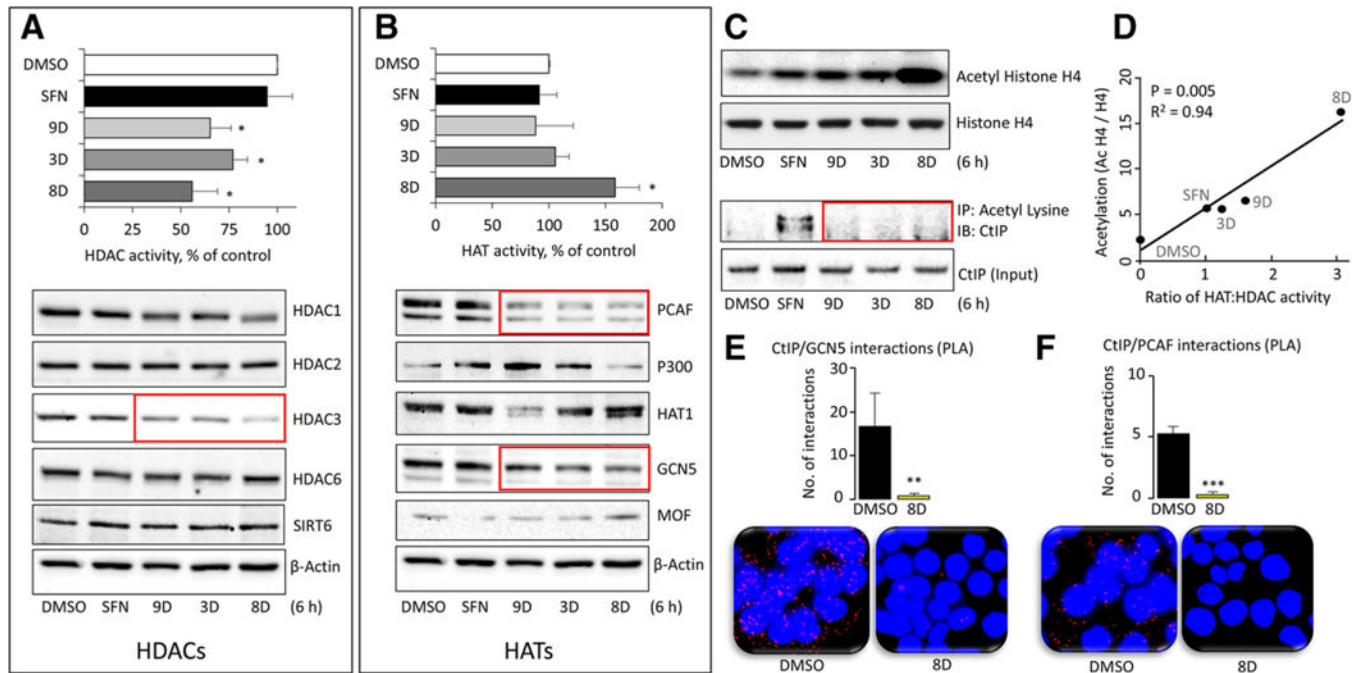 A
DMSO
SFN
9D *
3D *
8D *
0 25 50 75 100
HDAC activity, % of control
HDAC1
HDAC2
HDAC3
HDAC6
*
SIRT6
β-Actin
DMSO SFN 9D 3D 8D (6 h)
HDACs
B
DMSO
SFN
9D
3D
8D *
0 50 100 150 200
HAT activity, % of control
PCAF
P300
HAT1
GCN5
MOF
β-Actin
DMSO SFN 9D 3D 8D (6 h)
HATs
C
Acetyl Histone H4
Histone H4
DMSO SFN 9D 3D 8D (6 h)
IP: Acetyl Lysine
IB: CtIP
CtIP (Input)
DMSO SFN 9D 3D 8D (6 h)
D
Acetylation (Ac H4 / H4)
20
15
10
5
0
P = 0.005
R² = 0.94
8D
SFN
9D
3D
DMSO
0 1 2 3
Ratio of HAT:HDAC activity
E
CtIP/GCN5 interactions (PLA)
No. of interactions
30
20
10
0
**
DMSO 8D
DMSO 8D
F
CtIP/PCAF interactions (PLA)
No. of interactions
10
5
0
***
DMSO 8D
DMSO 8D